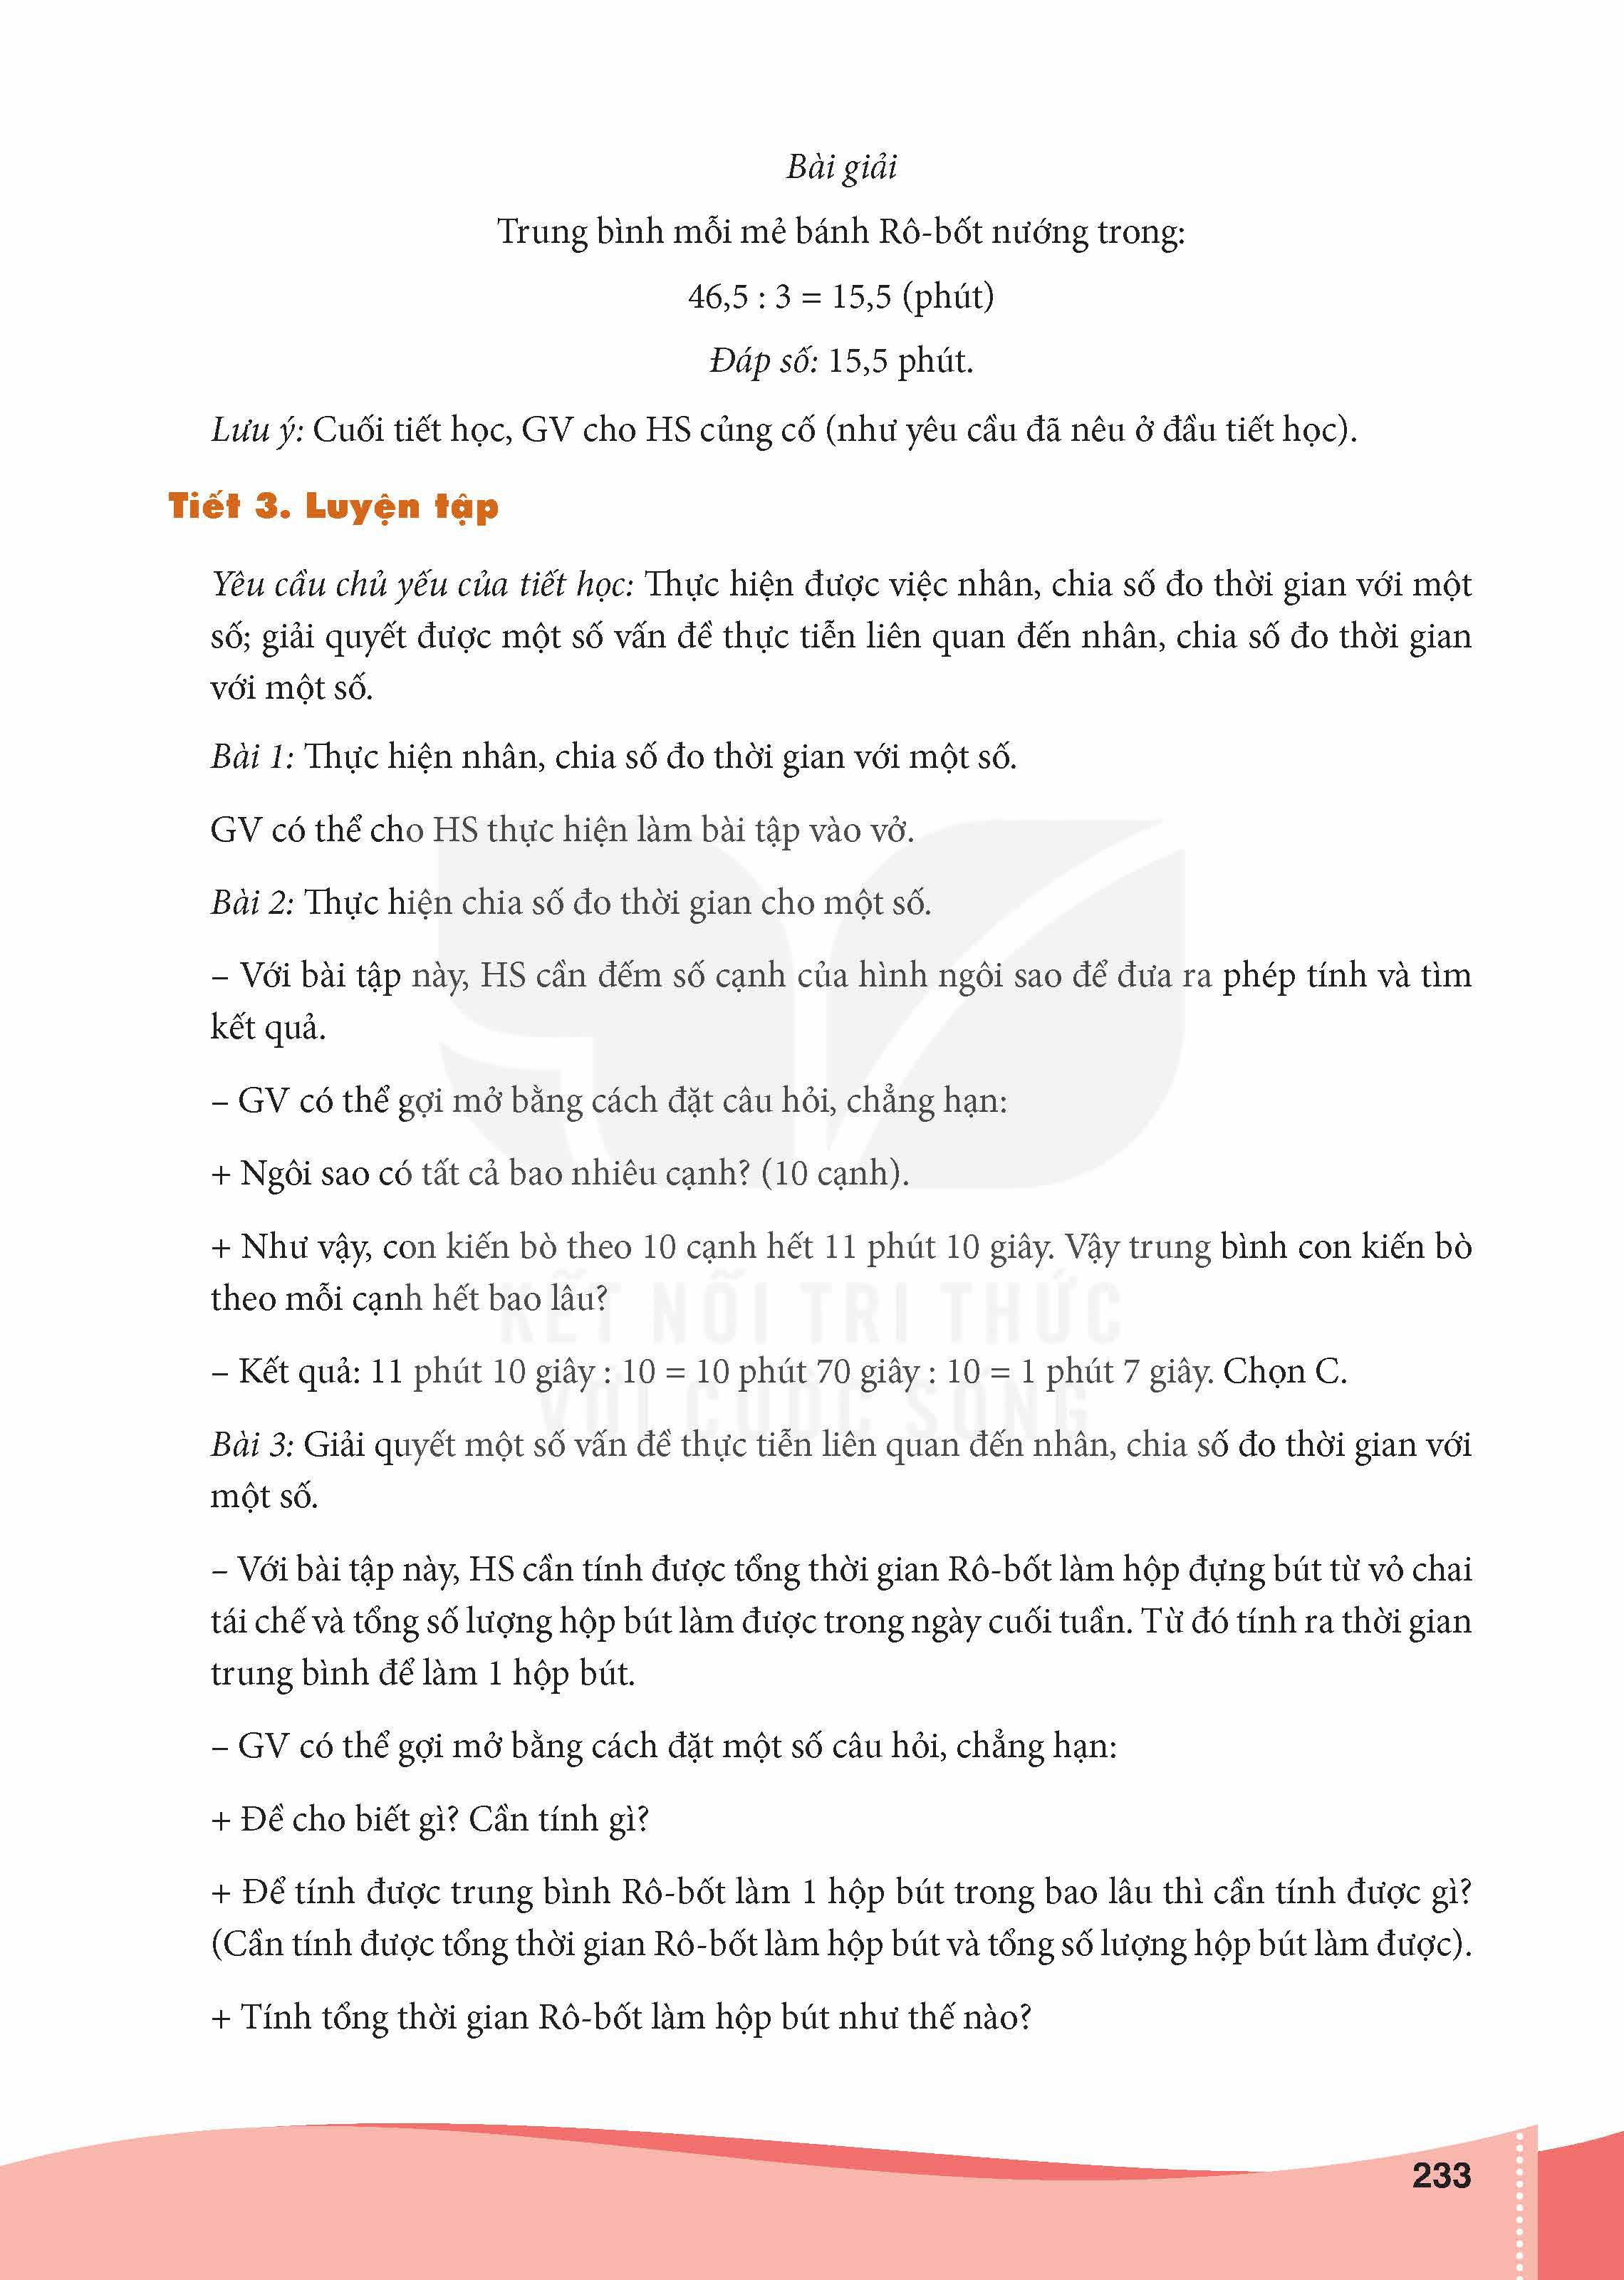 Bài giải
Trung bình mỗi mẻ bánh Rô-bốt nướng trong:
46,5 : 3 = 15,5 (phút)
Đáp số: 15,5 phút.
Lưu ý: Cuối tiết học, GV cho HS củng cố (như yêu cầu đã nêu ở đầu tiết học).
Tiết 3. Luyện tập
Yêu cầu chủ yếu của tiết học: Thực hiện được việc nhân, chia số đo thời gian với một
số; giải quyết được một số vấn đề thực tiễn liên quan đến nhân, chia số đo thời gian
với một số.
Bài 1: Thực hiện nhân, chia số đo thời gian với một số.
GV có thể cho HS thực hiện làm bài tập vào vở.
Bài 2: Thực hiện chia số đo thời gian cho một số.
– Với bài tập này, HS cần đếm số cạnh của hình ngôi sao để đưa ra phép tính và tìm
kết quả.
– GV có thể gợi mở bằng cách đặt câu hỏi, chẳng hạn:
+ Ngôi sao có tất cả bao nhiêu cạnh? (10 cạnh).
+ Như vậy, con kiến bò theo 10 cạnh hết 11 phút 10 giây. Vậy trung bình con kiến bò
theo mỗi cạnh hết bao lâu?
KẾT NỐI TRI THỨC
– Kết quả: 11 phút 10 giây : 10 = 10 phút 70 giây : 10 = 1 phút 7 giây. Chọn C.
VỚI CUỘC SỐNG
Bài 3: Giải quyết một số vấn đề thực tiễn liên quan đến nhân, chia số đo thời gian với
một số.
– Với bài tập này, HS cần tính được tổng thời gian Rô-bốt làm hộp đựng bút từ vỏ chai
tái chế và tổng số lượng hộp bút làm được trong ngày cuối tuần. Từ đó tính ra thời gian
trung bình để làm 1 hộp bút.
– GV có thể gợi mở bằng cách đặt một số câu hỏi, chẳng hạn:
+ Đề cho biết gì? Cần tính gì?
+ Để tính được trung bình Rô-bốt làm 1 hộp bút trong bao lâu thì cần tính được gì?
(Cần tính được tổng thời gian Rô-bốt làm hộp bút và tổng số lượng hộp bút làm được).
+ Tính tổng thời gian Rô-bốt làm hộp bút như thế nào?
233